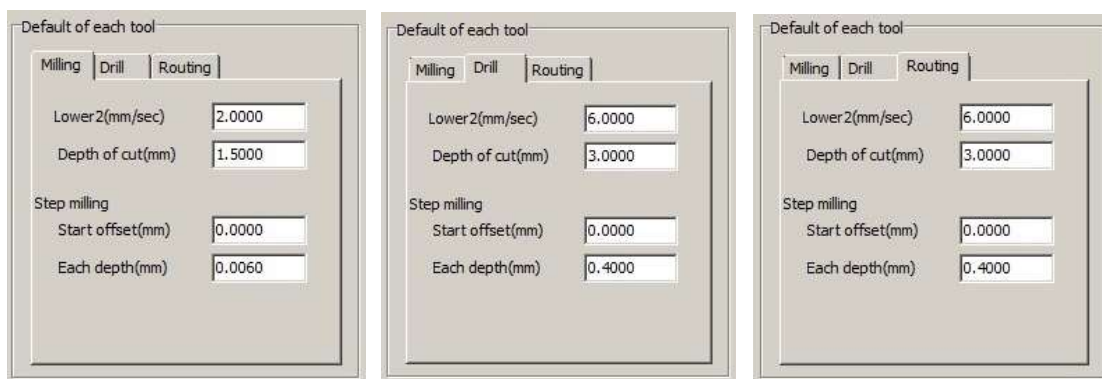 Default of each tool
Milling Drill Routing
Lower2(mm/sec) 2.0000
Depth of cut(mm) 1.5000
Step milling
Start offset(mm) 0.0000
Each depth(mm) 0.0060
Default of each tool
Milling Drill Routing
Lower2(mm/sec) 6.0000
Depth of cut(mm) 3.0000
Step milling
Start offset(mm) 0.0000
Each depth(mm) 0.4000
Default of each tool
Milling Drill Routing
Lower2(mm/sec) 6.0000
Depth of cut(mm) 3.0000
Step milling
Start offset(mm) 0.0000
Each depth(mm) 0.4000